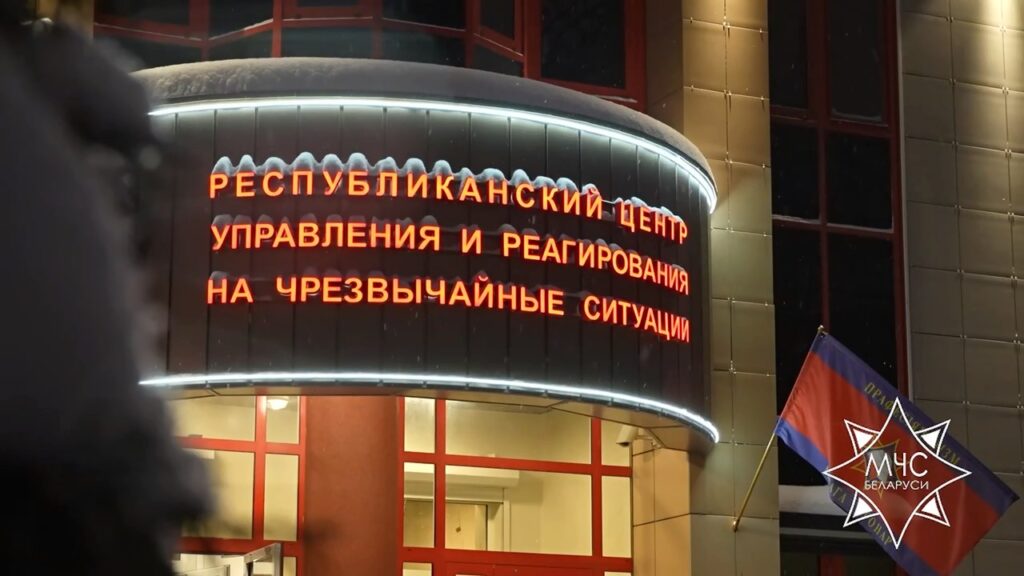 РЕСПУБЛИКАНСКИЙ ЦЕНТР
УПРАВЛЕНИЯ И РЕАГИРОВАНИЯ
НА ЧРЕЗВЫЧАЙНЫЕ СИТУАЦИИ
МЧС
БЕЛАРУСИ